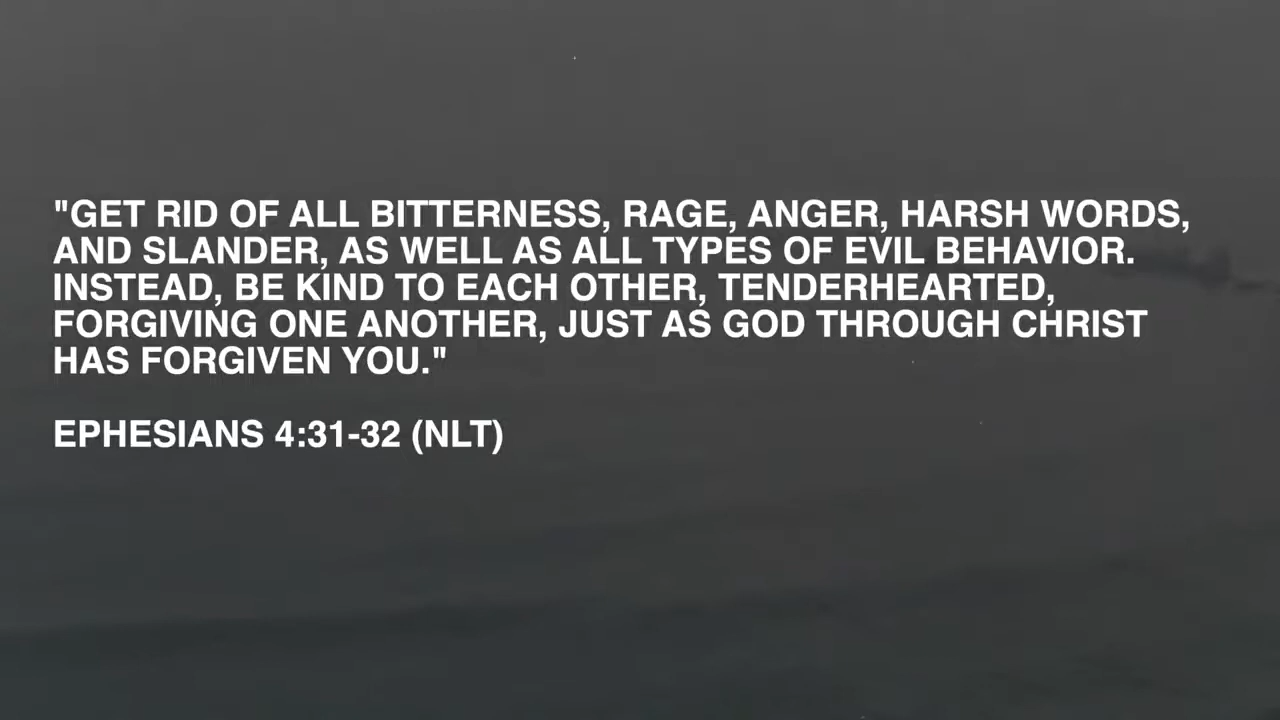 "GET RID OF ALL BITTERNESS, RAGE, ANGER, HARSH WORDS,
AND SLANDER, AS WELL AS ALL TYPES OF EVIL BEHAVIOR.
INSTEAD, BE KIND TO EACH OTHER, TENDERHEARTED,
FORGIVING ONE ANOTHER, JUST AS GOD THROUGH CHRIST
HAS FORGIVEN YOU."
EPHESIANS 4:31-32 (NLT)